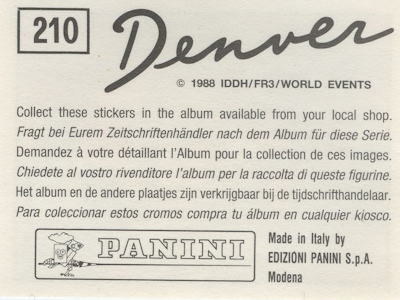 210
Denver
© 1988 IDDH/FR3/WORLD EVENTS
Collect these stickers in the album available from your local shop.
Fragt bei Eurem Zeitschriftenhändler nach dem Album für diese Serie.
Demandez à votre détaillant l'Album pour la collection de ces images.
Chiedete al vostro rivenditore l'album per la raccolta di queste figurine.
Het album en de andere plaatjes zijn verkrijgbaar bij de tijdschrifthandelaar.
Para coleccionar estos cromos compra tu álbum en cualquier kiosco.
PANINI
Made in Italy by
EDIZIONI PANINI S.p.A.
Modena